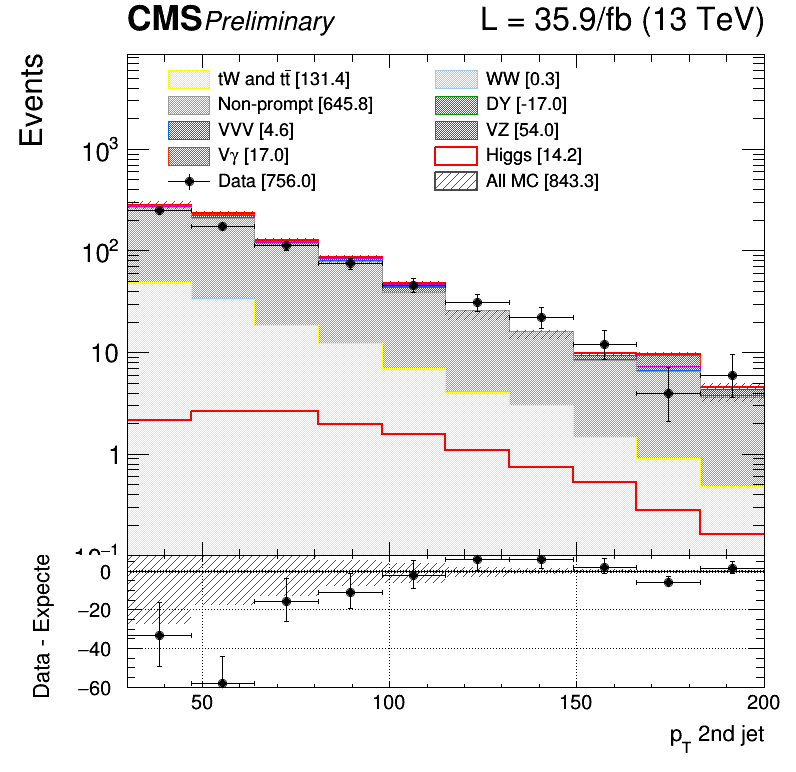 CMS Preliminary L = 35.9/fb (13 TeV)
Events
tW and tt̄ [131.4] WW [0.3]
Non-prompt [645.8] DY [-17.0]
VVV [4.6] VZ [54.0]
Vγ [17.0] Higgs [14.2]
Data [756.0] All MC [843.3]
10³
10²
10
1
10⁻¹
Data - Expecte
0
−20
−40
−60
50 100 150 200
p_T 2nd jet